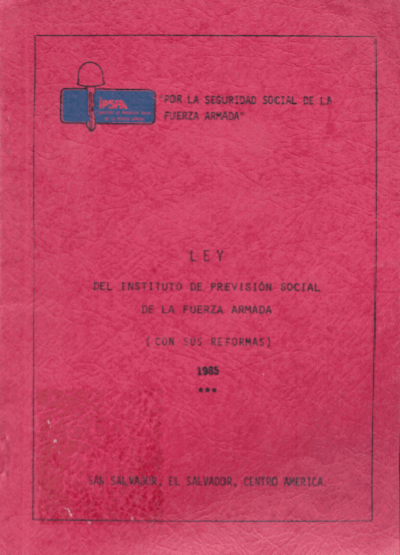 IPSFA
"POR LA SEGURIDAD SOCIAL DE LA
FUERZA ARMADA"
LEY
DEL INSTITUTO DE PREVISIÓN SOCIAL
DE LA FUERZA ARMADA
(CON SUS REFORMAS)
1985
***
SAN SALVADOR, EL SALVADOR, CENTRO AMERICA.